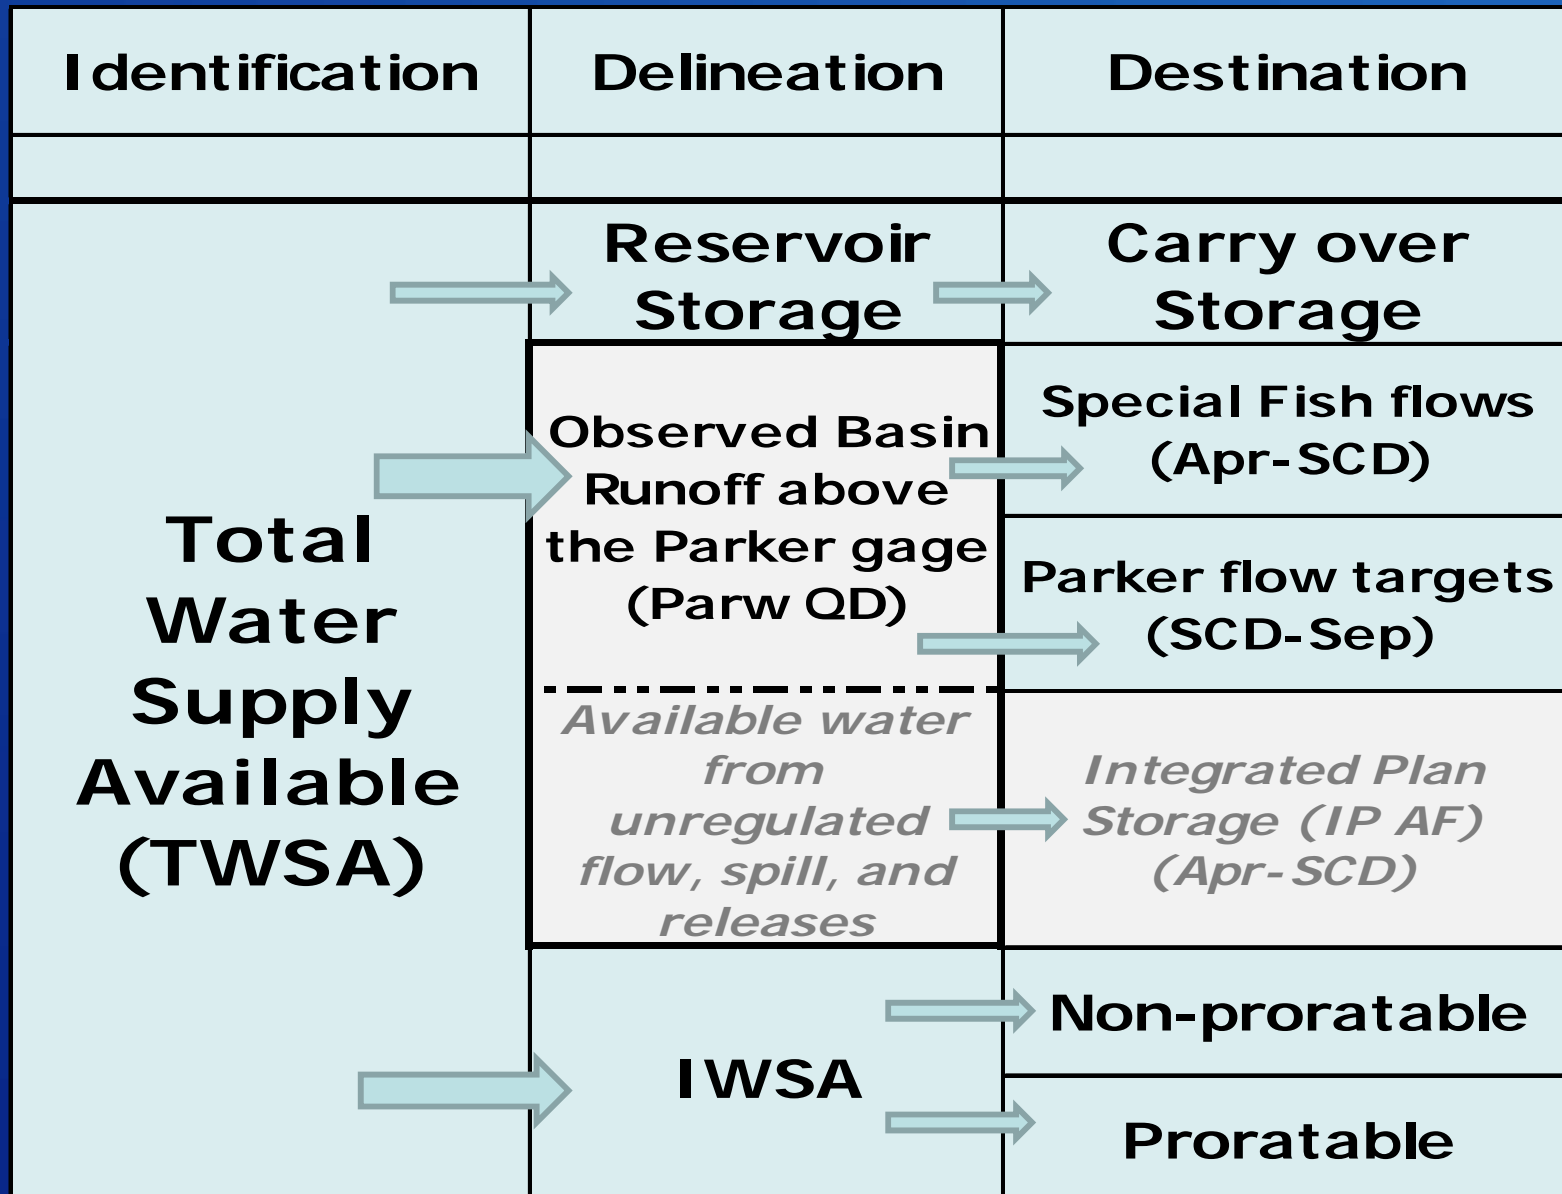 Identification
Delineation
Destination
Total
Water
Supply
Available
(TWSA)
Reservoir
Storage
Carry over
Storage
Observed Basin
Runoff above
the Parker gage
(Parw QD)
Special Fish flows
(Apr-SCD)
Parker flow targets
(SCD-Sep)
Available water
from
unregulated
flow, spill, and
releases
Integrated Plan
Storage (IP AF)
(Apr-SCD)
IWSA
Non-proratable
Proratable